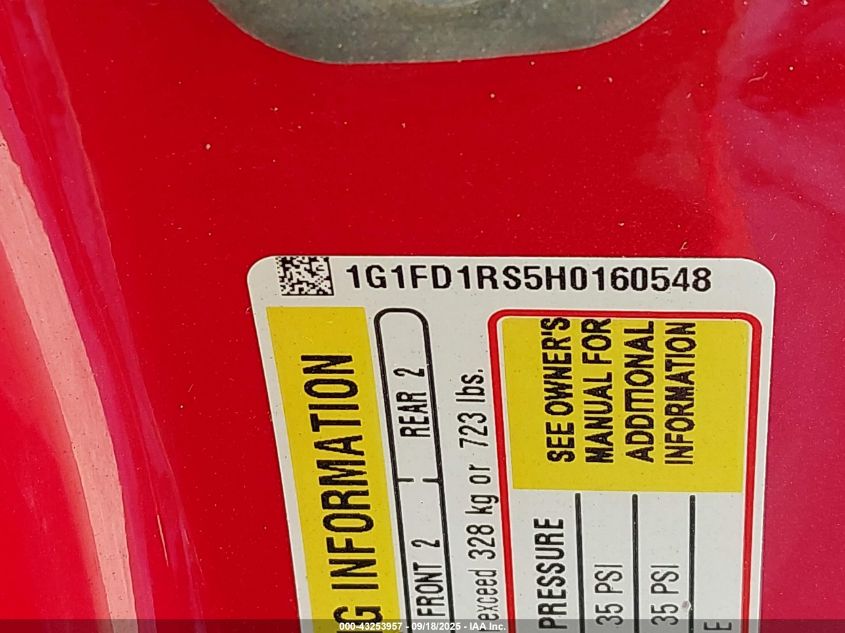 1G1FD1RS5H0160548
G INFORMATION
FRONT 2 REAR 2
exceed 328 kg or 723 lbs.
PRESSURE
SEE OWNER'S
MANUAL FOR
ADDITIONAL
INFORMATION
35 PSI
35 PSI
E
000-43253957 - 09/18/2025 - IAA Inc.